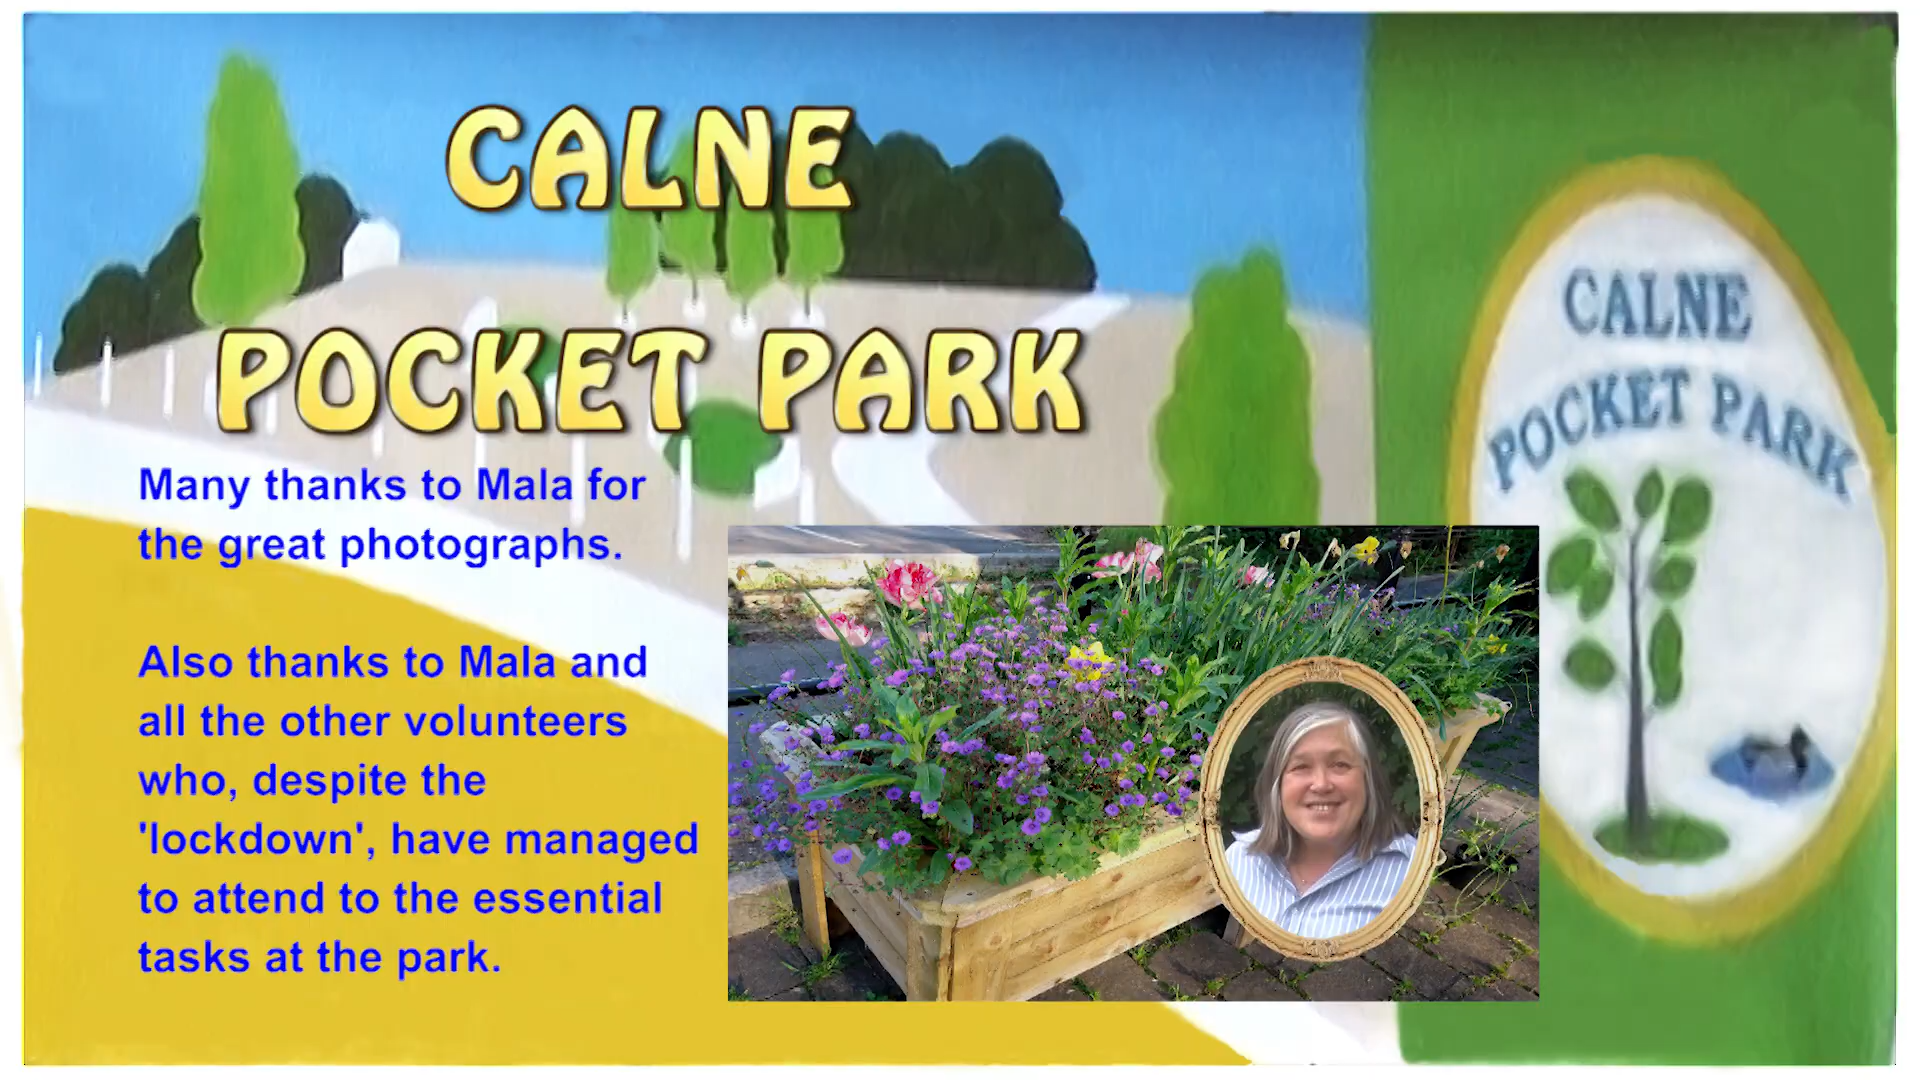 CALNE
POCKET PARK
Many thanks to Mala for
the great photographs.
Also thanks to Mala and
all the other volunteers
who, despite the
'lockdown', have managed
to attend to the essential
tasks at the park.
CALNE
POCKET PARK